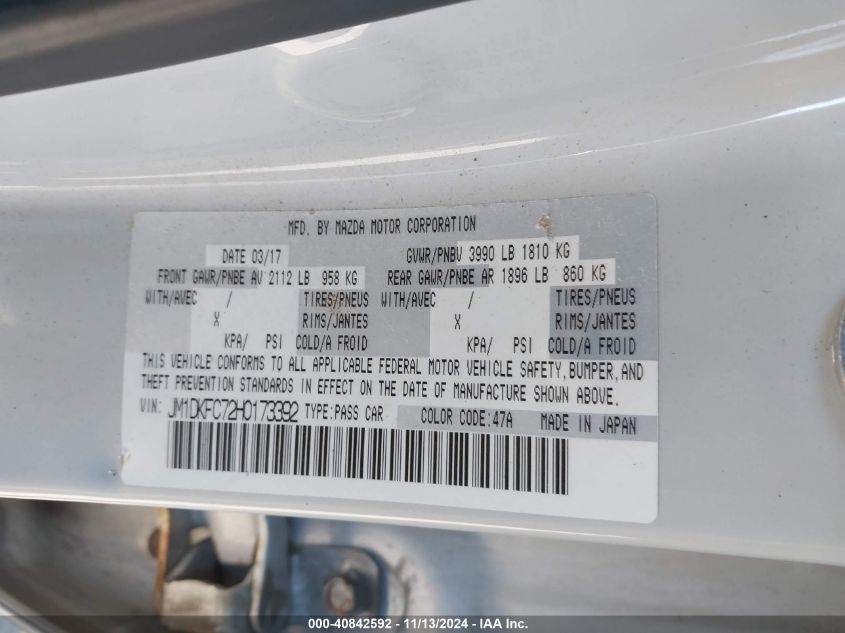 MFD. BY MAZDA MOTOR CORPORATION
DATE 03/17 GVWR/PNBV 3990 LB 1810 KG
FRONT GAWR/PNBE AV 2112 LB 958 KG REAR GAWR/PNBE AR 1896 LB 860 KG
WITH/AVEC / TIRES/PNEUS WITH/AVEC / TIRES/PNEUS
X RIMS/JANTES X RIMS/JANTES
KPA/ PSI COLD/A FROID KPA/ PSI COLD/A FROID
THIS VEHICLE CONFORMS TO ALL APPLICABLE FEDERAL MOTOR VEHICLE SAFETY, BUMPER, AND
THEFT PREVENTION STANDARDS IN EFFECT ON THE DATE OF MANUFACTURE SHOWN ABOVE.
VIN: JM1DKFC72H0173392 TYPE: PASS CAR COLOR CODE: 47A MADE IN JAPAN
000-40842592 - 11/13/2024 - IAAI.com